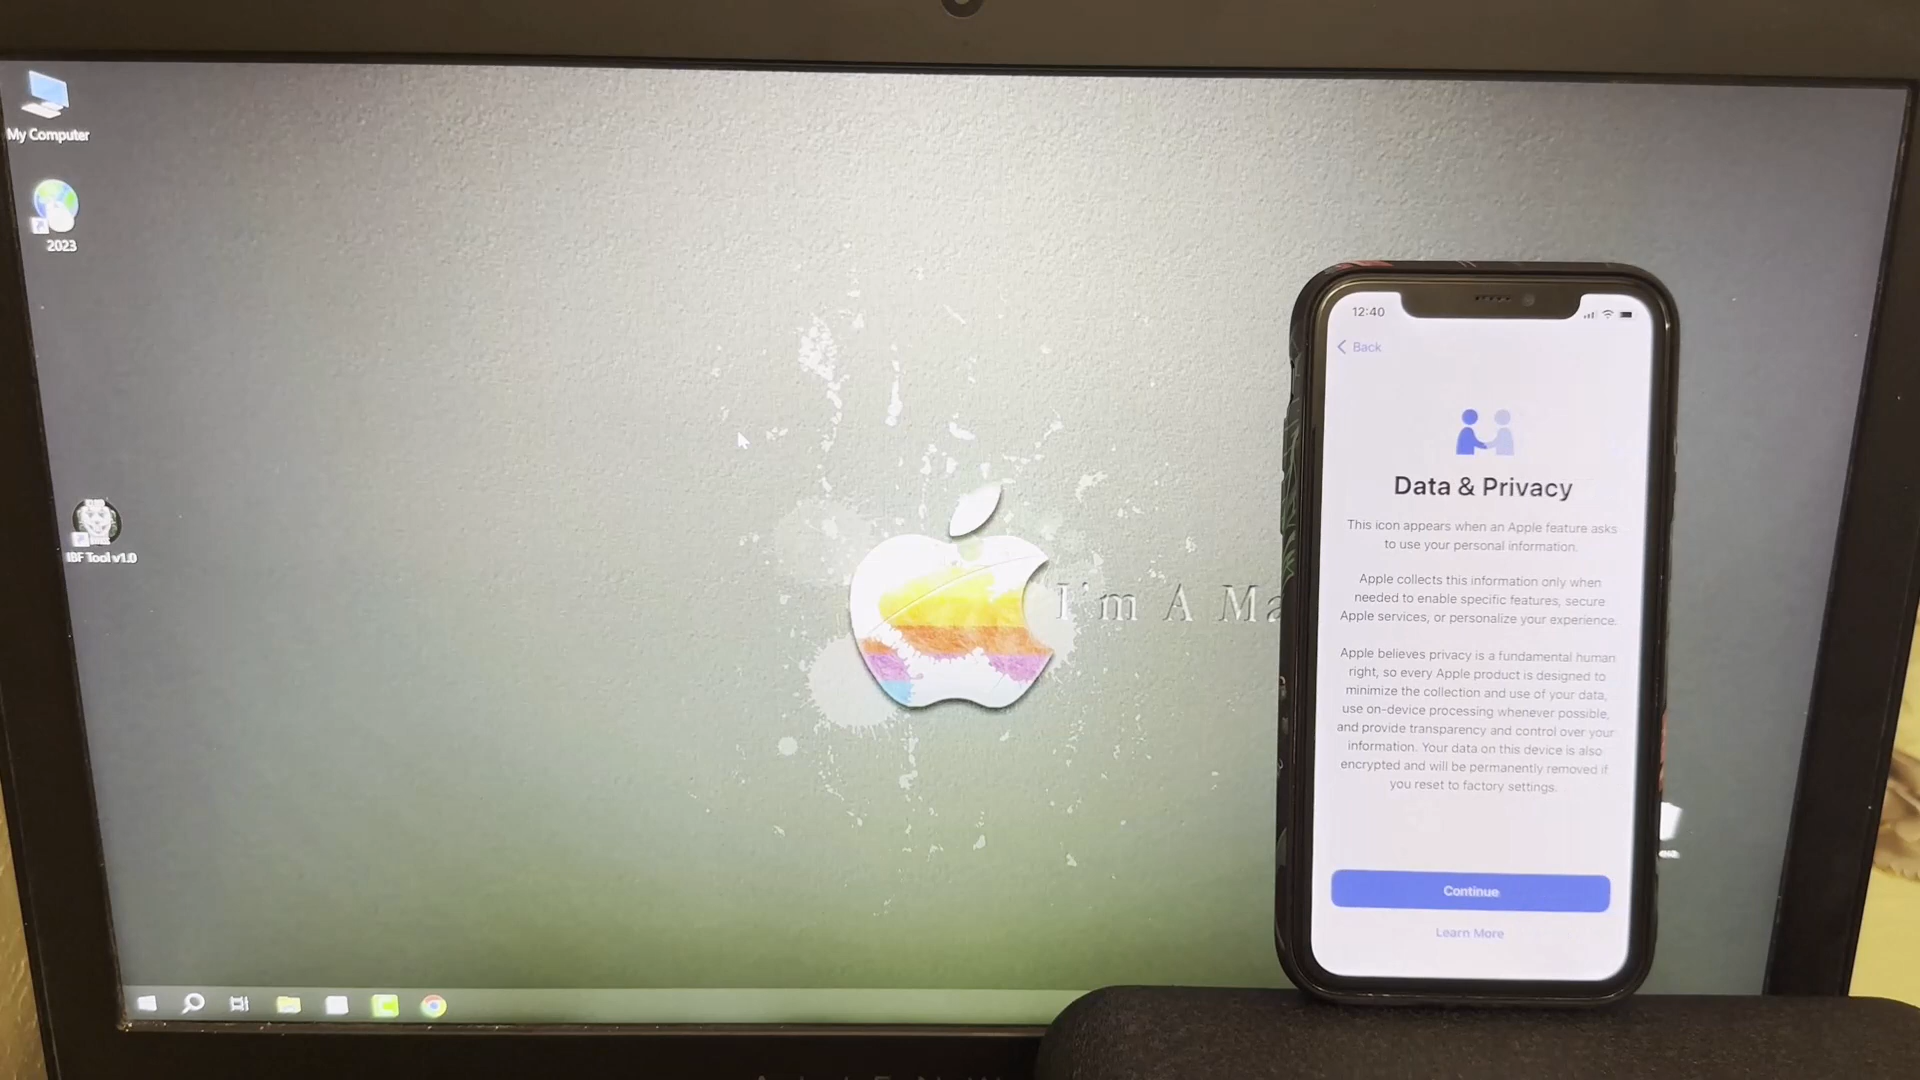 My Computer
2023
IBF Tool v1.0
I'm A Ma
12:40
Back
Data & Privacy
This icon appears when an Apple feature asks
to use your personal information.
Apple collects this information only when
needed to enable specific features, secure
Apple services, or personalize your experience.
Apple believes privacy is a fundamental human
right, so every Apple product is designed to
minimize the collection and use of your data,
use on-device processing whenever possible,
and provide transparency and control over your
information. Your data on this device is also
encrypted and will be permanently removed if
you reset to factory settings.
Continue
Learn More